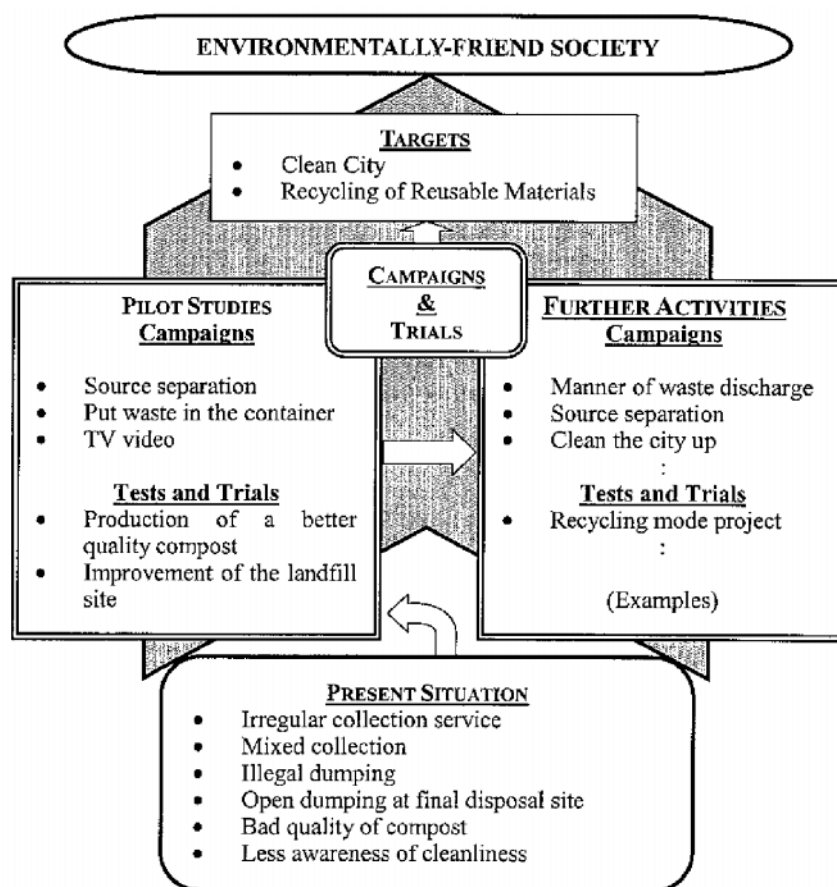 ENVIRONMENTALLY-FRIEND SOCIETY
TARGETS
• Clean City
• Recycling of Reusable Materials
CAMPAIGNS
&
TRIALS
PILOT STUDIES
Campaigns
• Source separation
• Put waste in the container
• TV video
Tests and Trials
• Production of a better
quality compost
• Improvement of the landfill
site
FURTHER ACTIVITIES
Campaigns
• Manner of waste discharge
• Source separation
• Clean the city up
:
Tests and Trials
• Recycling mode project
:
(Examples)
PRESENT SITUATION
• Irregular collection service
• Mixed collection
• Illegal dumping
• Open dumping at final disposal site
• Bad quality of compost
• Less awareness of cleanliness